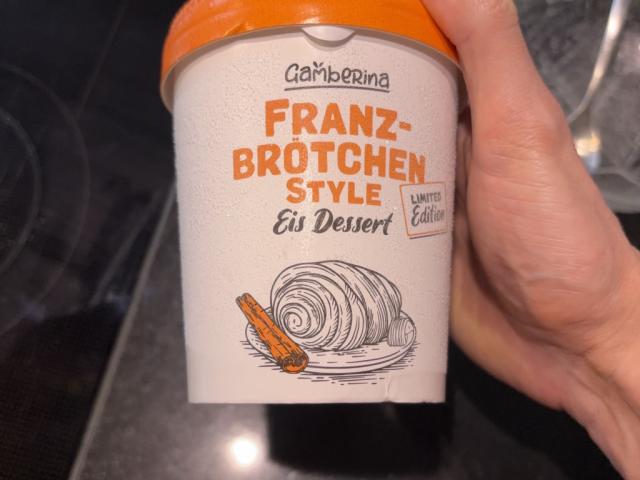 Gamberina
FRANZ-
BRÖTCHEN
STYLE
LIMITED
Edition
Eis Dessert